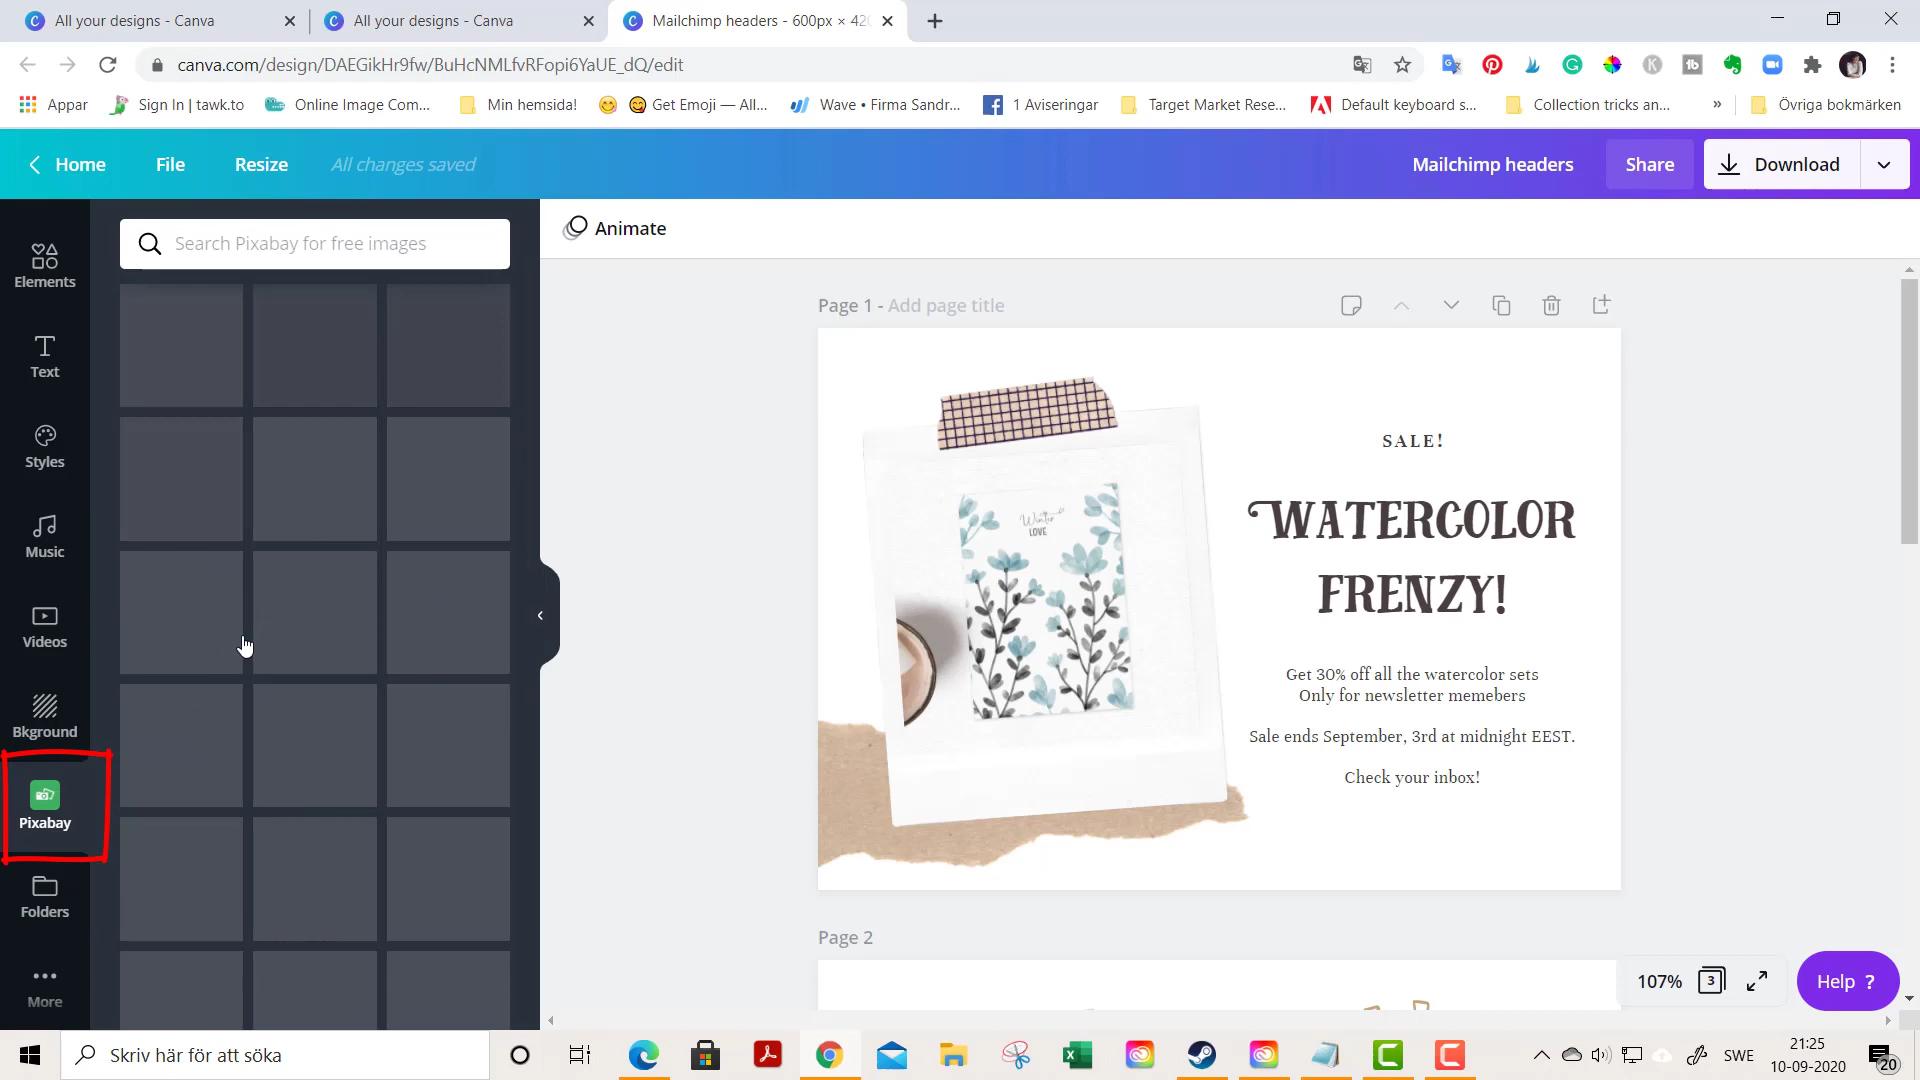 All your designs - Canva
All your designs - Canva
Mailchimp headers - 600px × 420
canva.com/design/DAEGikHr9fw/BuHcNMLfvRFopi6YaUE_dQ/edit
Appar
Sign In | tawk.to
Online Image Com...
Min hemsida!
Get Emoji — All...
Wave • Firma Sandr...
1 Aviseringar
Target Market Rese...
Default keyboard s...
Collection tricks an...
»
Övriga bokmärken
Home
File
Resize
All changes saved
Mailchimp headers
Share
Download
Search Pixabay for free images
Animate
Elements
Text
Styles
Music
Videos
Bkground
Pixabay
Folders
More
Page 1 - Add page title
Winter
LOVE
SALE!
WATERCOLOR
FRENZY!
Get 30% off all the watercolor sets
Only for newsletter memebers
Sale ends September, 3rd at midnight EEST.
Check your inbox!
Page 2
107%
3
Help ?
Skriv här för att söka
SWE
21:25
10-09-2020
20